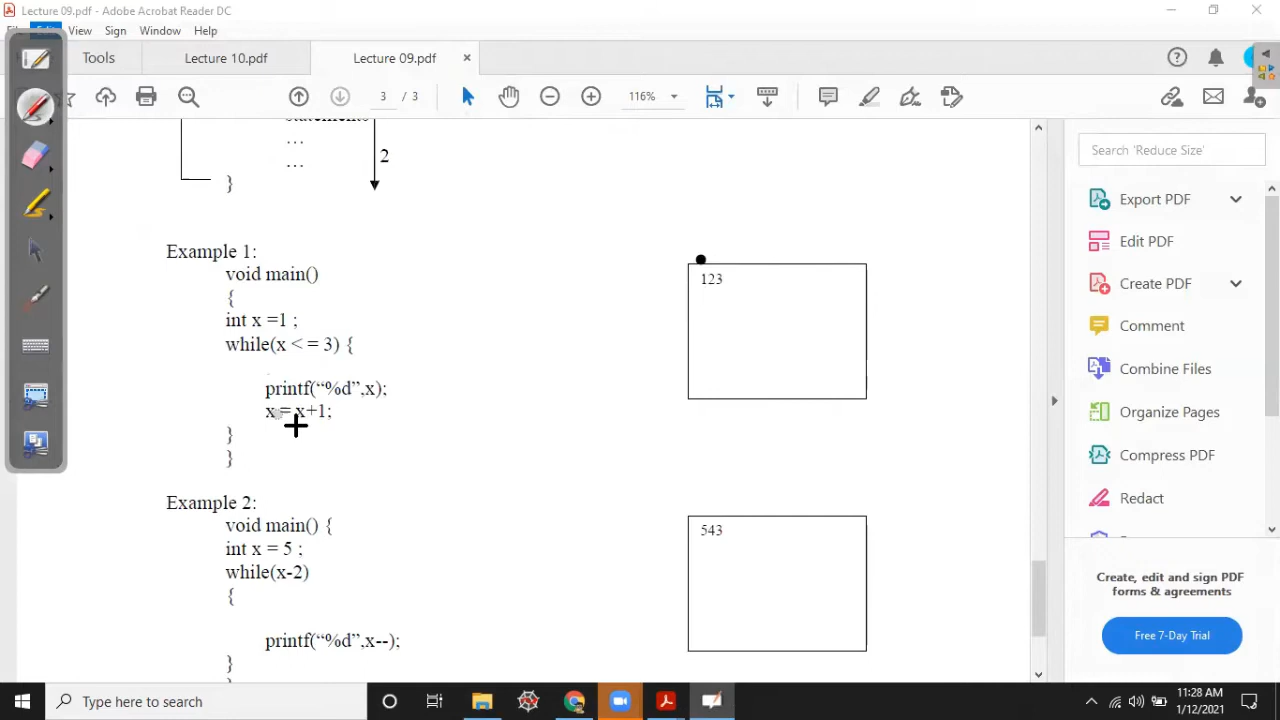 Lecture 09.pdf - Adobe Acrobat Reader DC
Edit View Sign Window Help
Tools Lecture 10.pdf Lecture 09.pdf ×
3 / 3 116%
statements
...
... 2
}
Example 1:
void main()
{
int x =1 ;
while(x < = 3) {
printf(“%d”,x);
x = x+1;
}
}
123
Example 2:
void main() {
int x = 5 ;
while(x-2)
{
printf(“%d”,x--);
}
543
Search 'Reduce Size'
Export PDF
Edit PDF
Create PDF
Comment
Combine Files
Organize Pages
Compress PDF
Redact
Create, edit and sign PDF
forms & agreements
Free 7-Day Trial
Type here to search
11:28 AM
1/12/2021